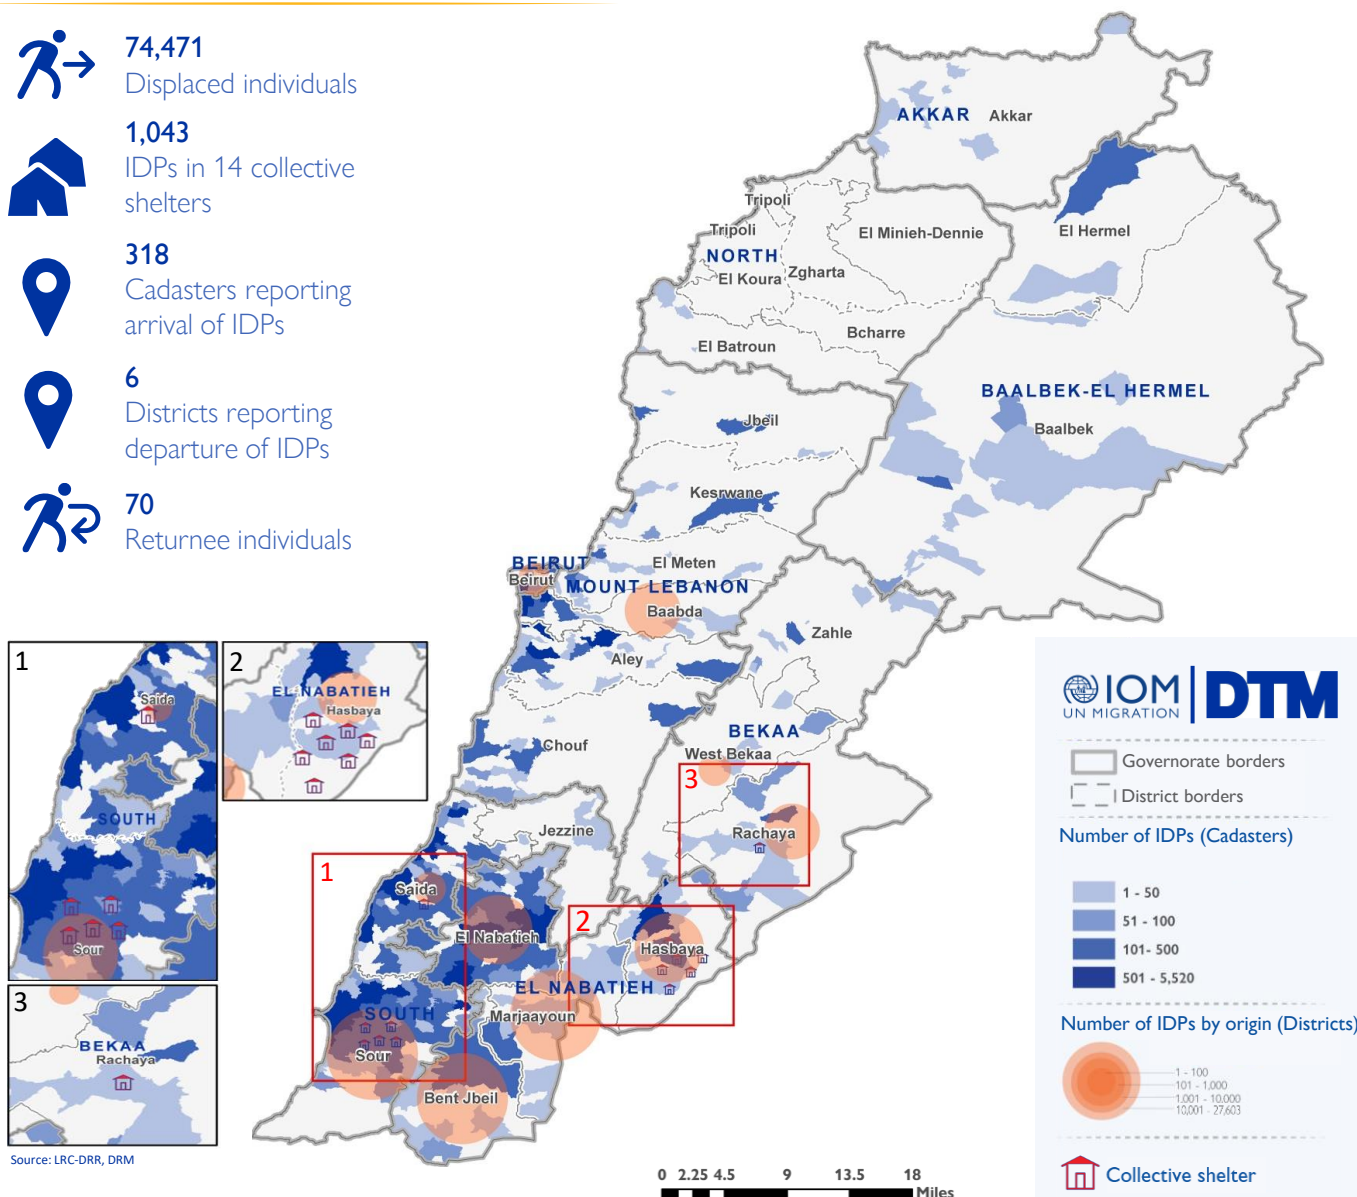 74,471
Displaced individuals
1,043
IDPs in 14 collective
shelters
318
Cadasters reporting
arrival of IDPs
6
Districts reporting
departure of IDPs
70
Returnee individuals
AKKAR
Akkar
Tripoli
Tripoli
El Minieh-Dennie
El Hermel
NORTH
Zgharta
El Koura
Bcharre
El Batroun
BAALBEK-EL HERMEL
Jbeil
Baalbek
Kesrwane
BEIRUT
El Meten
Beirut
MOUNT LEBANON
Baabda
Zahle
Aley
BEKAA
Chouf
West Bekaa
3
Jezzine
Rachaya
1
Saida
2
El Nabatieh
Hasbaya
EL NABATIEH
SOUTH
Marjaayoun
Sour
Bent Jbeil
1
Saida
SOUTH
Sour
2
EL NABATIEH
Hasbaya
3
BEKAA
Rachaya
Source: LRC-DRR, DRM
0 2.25 4.5 9 13.5 18
Miles
IOM
UN MIGRATION
DTM
Governorate borders
District borders
Number of IDPs (Cadasters)
1 - 50
51 - 100
101- 500
501 - 5,520
Number of IDPs by origin (Districts)
1 - 100
101 - 1,000
1,001 - 10,000
10,001 - 27,603
Collective shelter